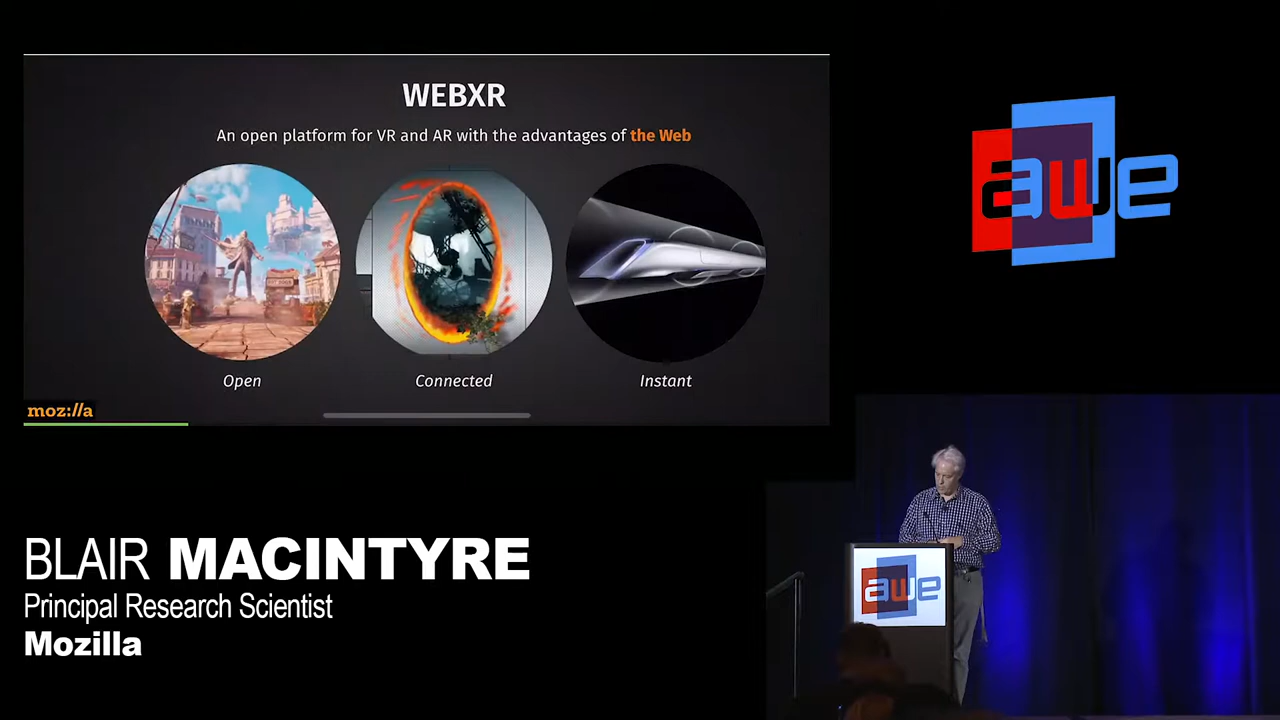 WEBXR
An open platform for VR and AR with the advantages of the Web
Open
Connected
Instant
moz://a
awe
BLAIR MACINTYRE
Principal Research Scientist
Mozilla
awe